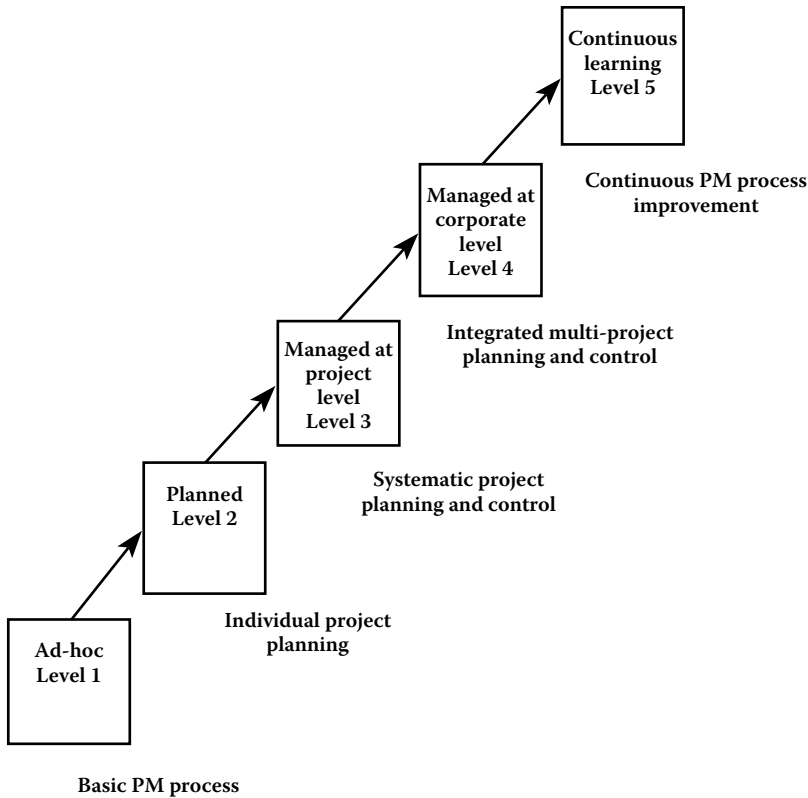 Continuous
learning
Level 5
Continuous PM process
improvement
Managed at
corporate
level
Level 4
Integrated multi-project
planning and control
Managed at
project
level
Level 3
Systematic project
planning and control
Planned
Level 2
Individual project
planning
Ad-hoc
Level 1
Basic PM process